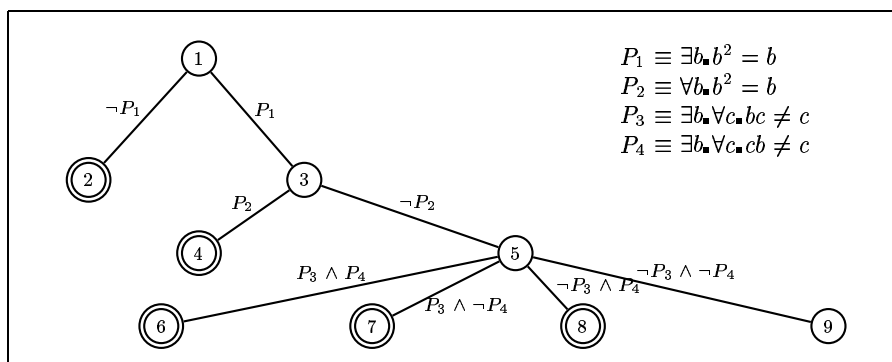 1
P₁ ≡ ∃b▪b² = b
P₂ ≡ ∀b▪b² = b
P₃ ≡ ∃b▪∀c▪bc ≠ c
P₄ ≡ ∃b▪∀c▪cb ≠ c
¬P₁
P₁
2
3
P₂
¬P₂
4
5
P₃ ∧ P₄
P₃ ∧ ¬P₄
¬P₃ ∧ P₄
¬P₃ ∧ ¬P₄
6
7
8
9